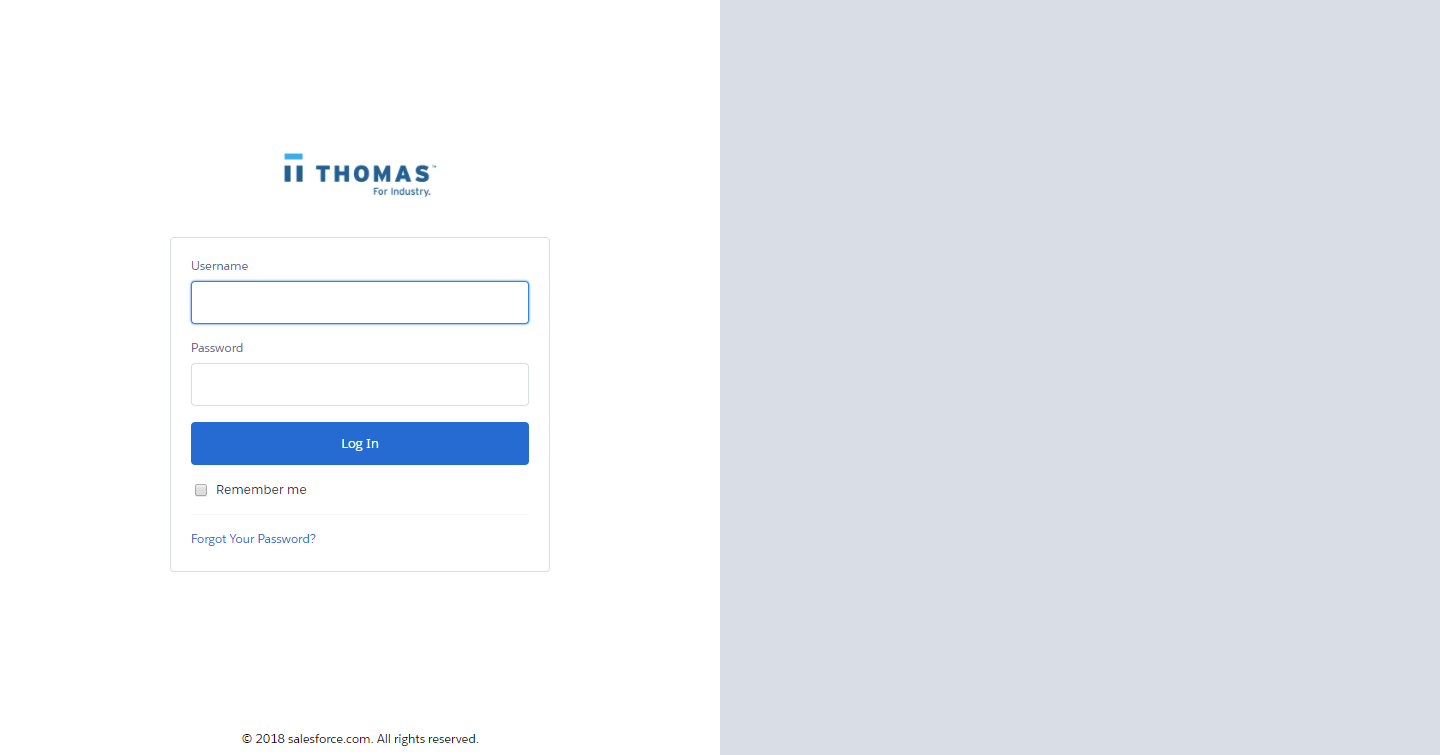 THOMAS™
For Industry.
Username
Password
Log In
Remember me
Forgot Your Password?
© 2018 salesforce.com. All rights reserved.